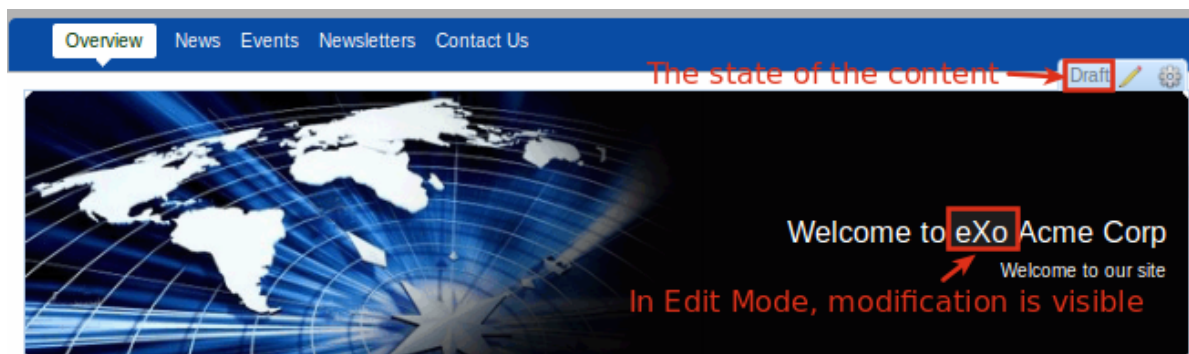 Overview News Events Newsletters Contact Us
The state of the content Draft
Welcome to eXo Acme Corp
Welcome to our site
In Edit Mode, modification is visible